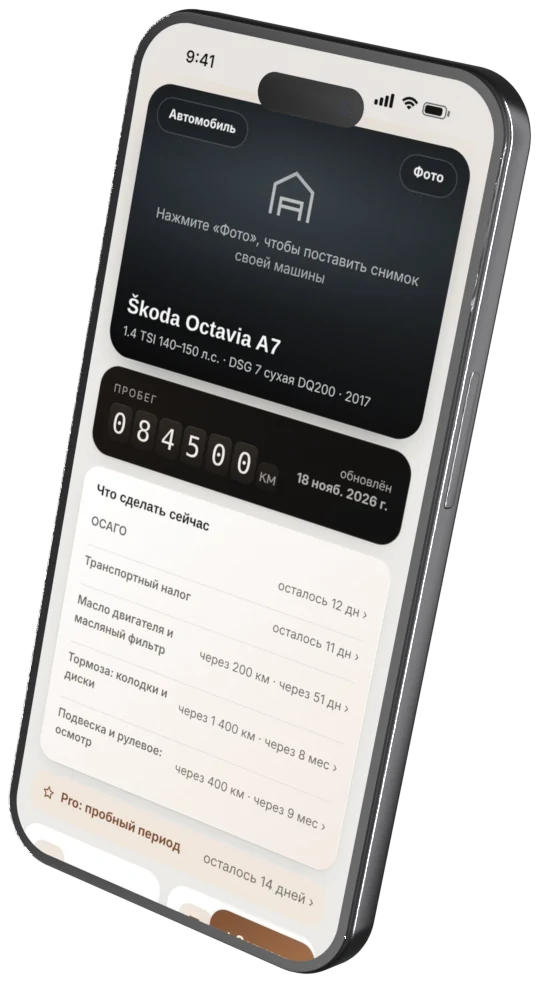 9:41
Автомобиль
Фото
Нажмите «Фото», чтобы поставить снимок
своей машины
Škoda Octavia A7
1.4 TSI 140–150 л.с. · DSG 7 сухая DQ200 · 2017
ПРОБЕГ
084500 КМ
обновлён
18 нояб. 2026 г.
Что сделать сейчас
ОСАГО
осталось 12 дн ›
Транспортный налог
осталось 11 дн ›
Масло двигателя и
масляный фильтр
через 200 км · через 51 дн ›
Тормоза: колодки и
диски
через 1 400 км · через 8 мес ›
Подвеска и рулевое:
осмотр
через 400 км · через 9 мес ›
Pro: пробный период
осталось 14 дней ›